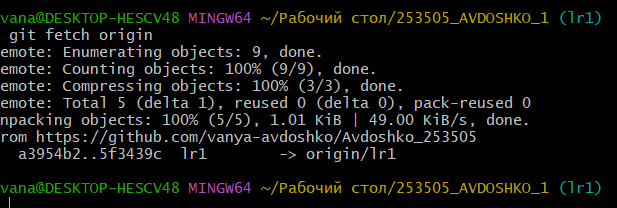 vana@DESKTOP-HESCV48 MINGW64 ~/Рабочий стол/253505_AVDOSHKO_1 (lr1)
git fetch origin
emote: Enumerating objects: 9, done.
emote: Counting objects: 100% (9/9), done.
emote: Compressing objects: 100% (3/3), done.
emote: Total 5 (delta 1), reused 0 (delta 0), pack-reused 0
npacking objects: 100% (5/5), 1.01 KiB | 49.00 KiB/s, done.
rom https://github.com/vanya-avdoshko/Avdoshko_253505
a3954b2..5f3439c  lr1        -> origin/lr1
vana@DESKTOP-HESCV48 MINGW64 ~/Рабочий стол/253505_AVDOSHKO_1 (lr1)